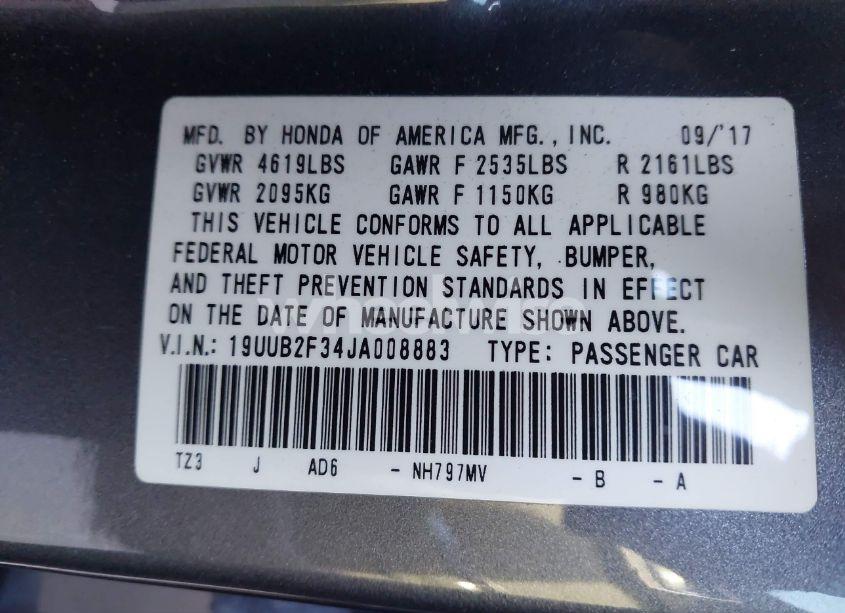 MFD. BY HONDA OF AMERICA MFG., INC. 09/'17
GVWR 4619LBS GAWR F 2535LBS R 2161LBS
GVWR 2095KG GAWR F 1150KG R 980KG
THIS VEHICLE CONFORMS TO ALL APPLICABLE
FEDERAL MOTOR VEHICLE SAFETY, BUMPER,
AND THEFT PREVENTION STANDARDS IN EFFECT
ON THE DATE OF MANUFACTURE SHOWN ABOVE.
V.I.N.: 19UUB2F34JA008883 TYPE: PASSENGER CAR
TZ3 J AD6 - NH797MV - B - A